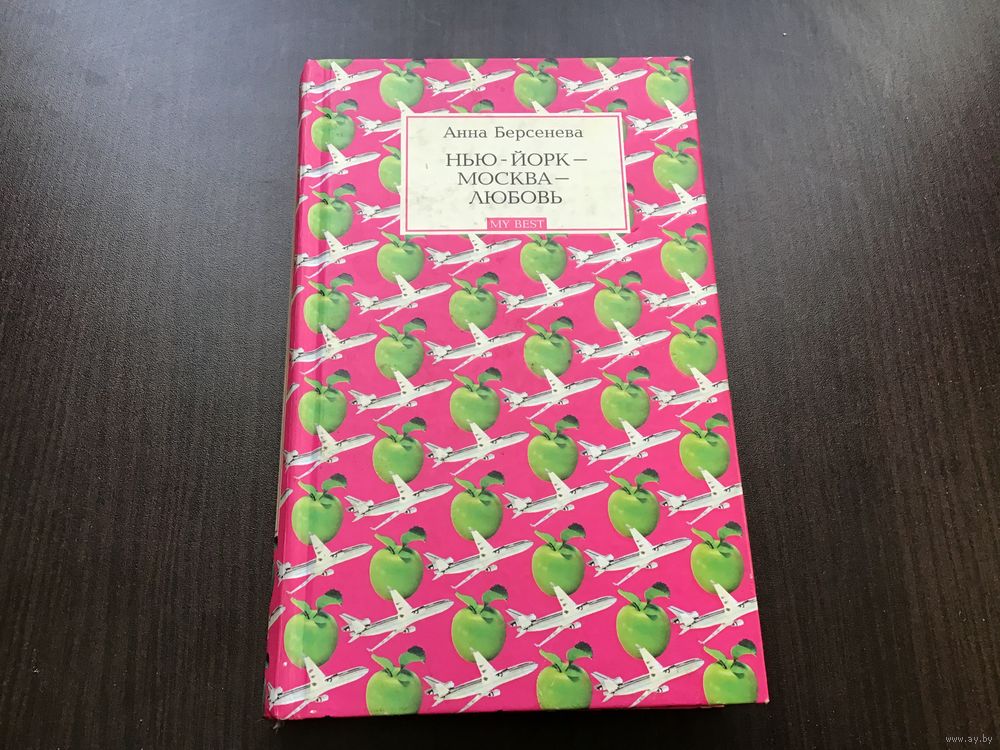 Анна Берсенева
НЬЮ-ЙОРК–
МОСКВА–
ЛЮБОВЬ
MY BEST
www.ay.by